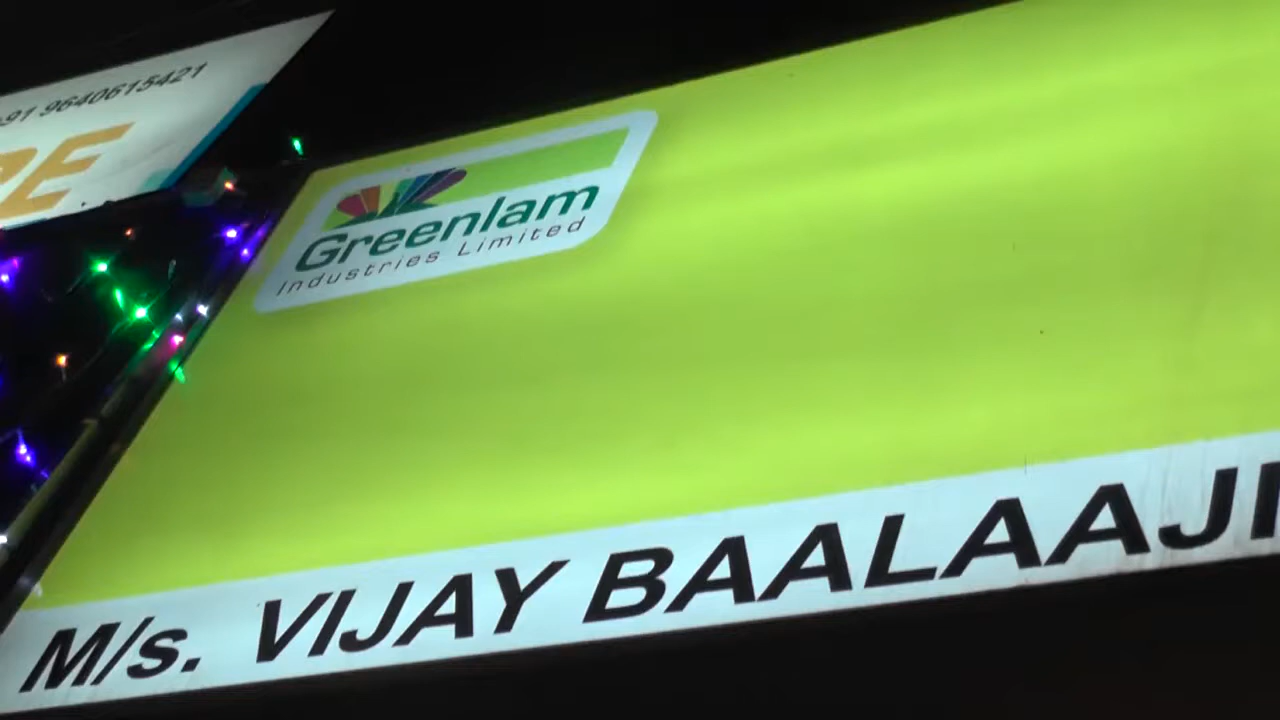 +91 9640615421
Greenlam
Industries Limited
M/s. VIJAY BAALAAJI